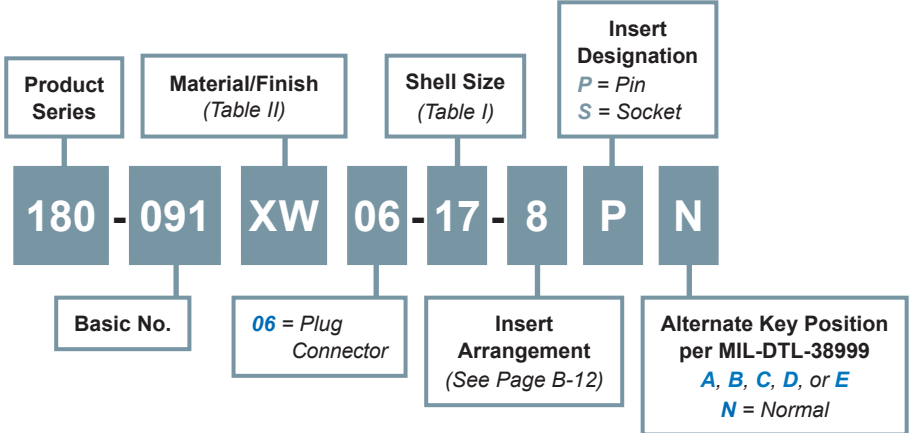 Insert
Designation
P = Pin
S = Socket
Product
Series
Material/Finish
(Table II)
Shell Size
(Table I)
180 - 091 XW 06 - 17 - 8 P N
Basic No.
06 = Plug
Connector
Insert
Arrangement
(See Page B-12)
Alternate Key Position
per MIL-DTL-38999
A, B, C, D, or E
N = Normal